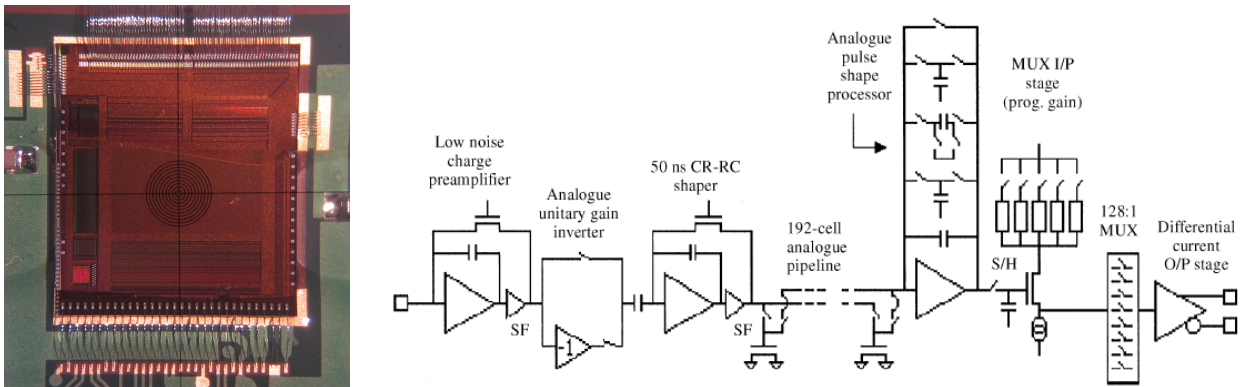 Analogue
pulse
shape
processor
MUX I/P
stage
(prog. gain)
Low noise
charge
preamplifier
50 ns CR-RC
shaper
Analogue
unitary gain
inverter
192-cell
analogue
pipeline
128:1
MUX
Differential
current
O/P stage
S/H
SF
-1
SF